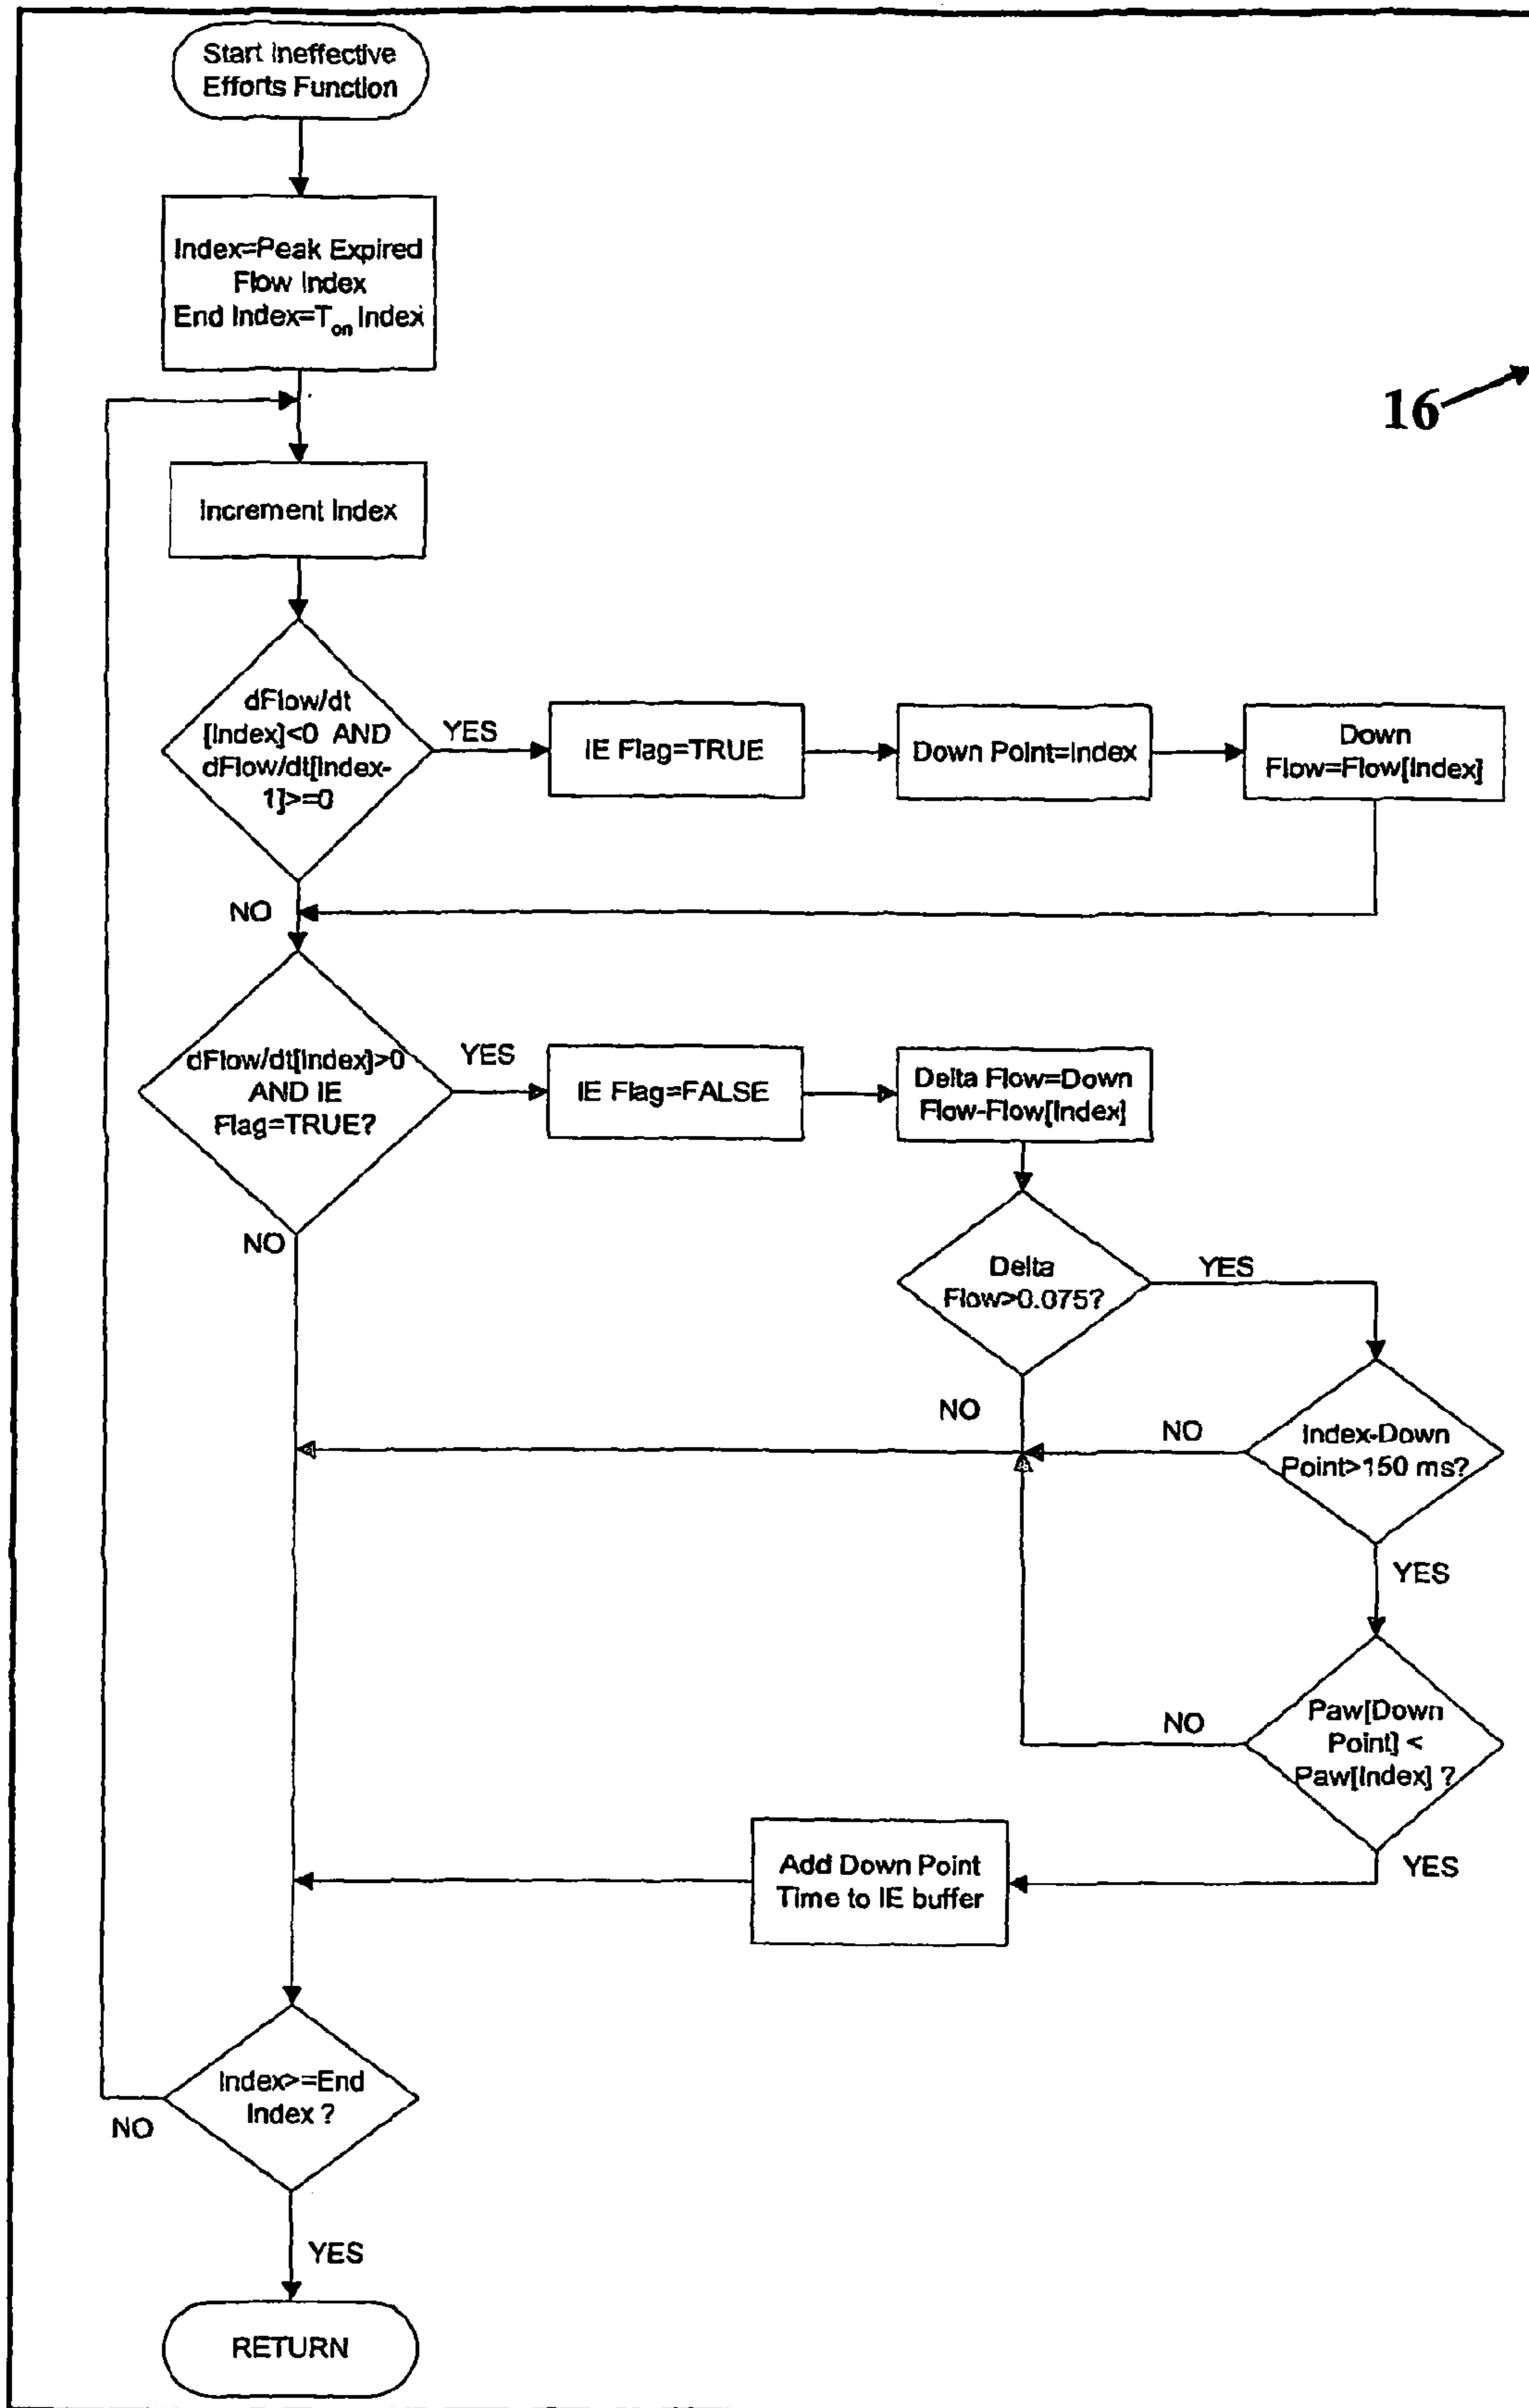 Start Ineffective
Efforts Function
Index=Peak Expired
Flow Index
End Index=Ton Index
16
Increment Index
dFlow/dt
[Index]<0 AND
dFlow/dt[Index-
1]>=0
YES
IE Flag=TRUE
Down Point=Index
Down
Flow=Flow[Index]
NO
dFlow/dt[Index]>0
AND IE
Flag=TRUE?
YES
IE Flag=FALSE
Delta Flow=Down
Flow-Flow[Index]
NO
Delta
Flow>0.075?
YES
NO
Index-Down
Point>150 ms?
NO
YES
Paw[Down
Point] <
Paw[Index] ?
NO
YES
Add Down Point
Time to IE buffer
Index>=End
Index ?
NO
YES
RETURN